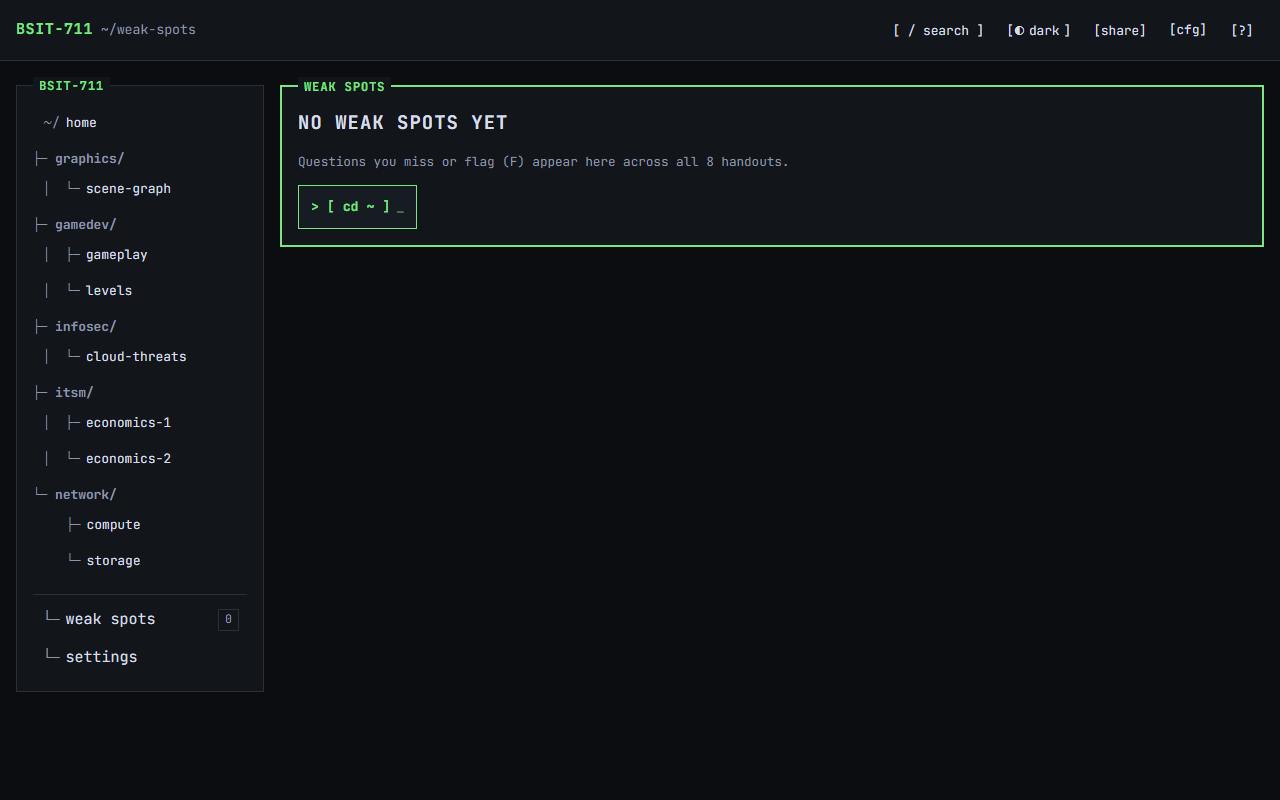 BSIT-711 ~/weak-spots
[ / search ] [◐ dark ] [share] [cfg] [?]
BSIT-711
~/ home
├─ graphics/
│ └─ scene-graph
├─ gamedev/
│ ├─ gameplay
│ └─ levels
├─ infosec/
│ └─ cloud-threats
├─ itsm/
│ ├─ economics-1
│ └─ economics-2
└─ network/
├─ compute
└─ storage
└─ weak spots 0
└─ settings
WEAK SPOTS
NO WEAK SPOTS YET
Questions you miss or flag (F) appear here across all 8 handouts.
> [ cd ~ ] _